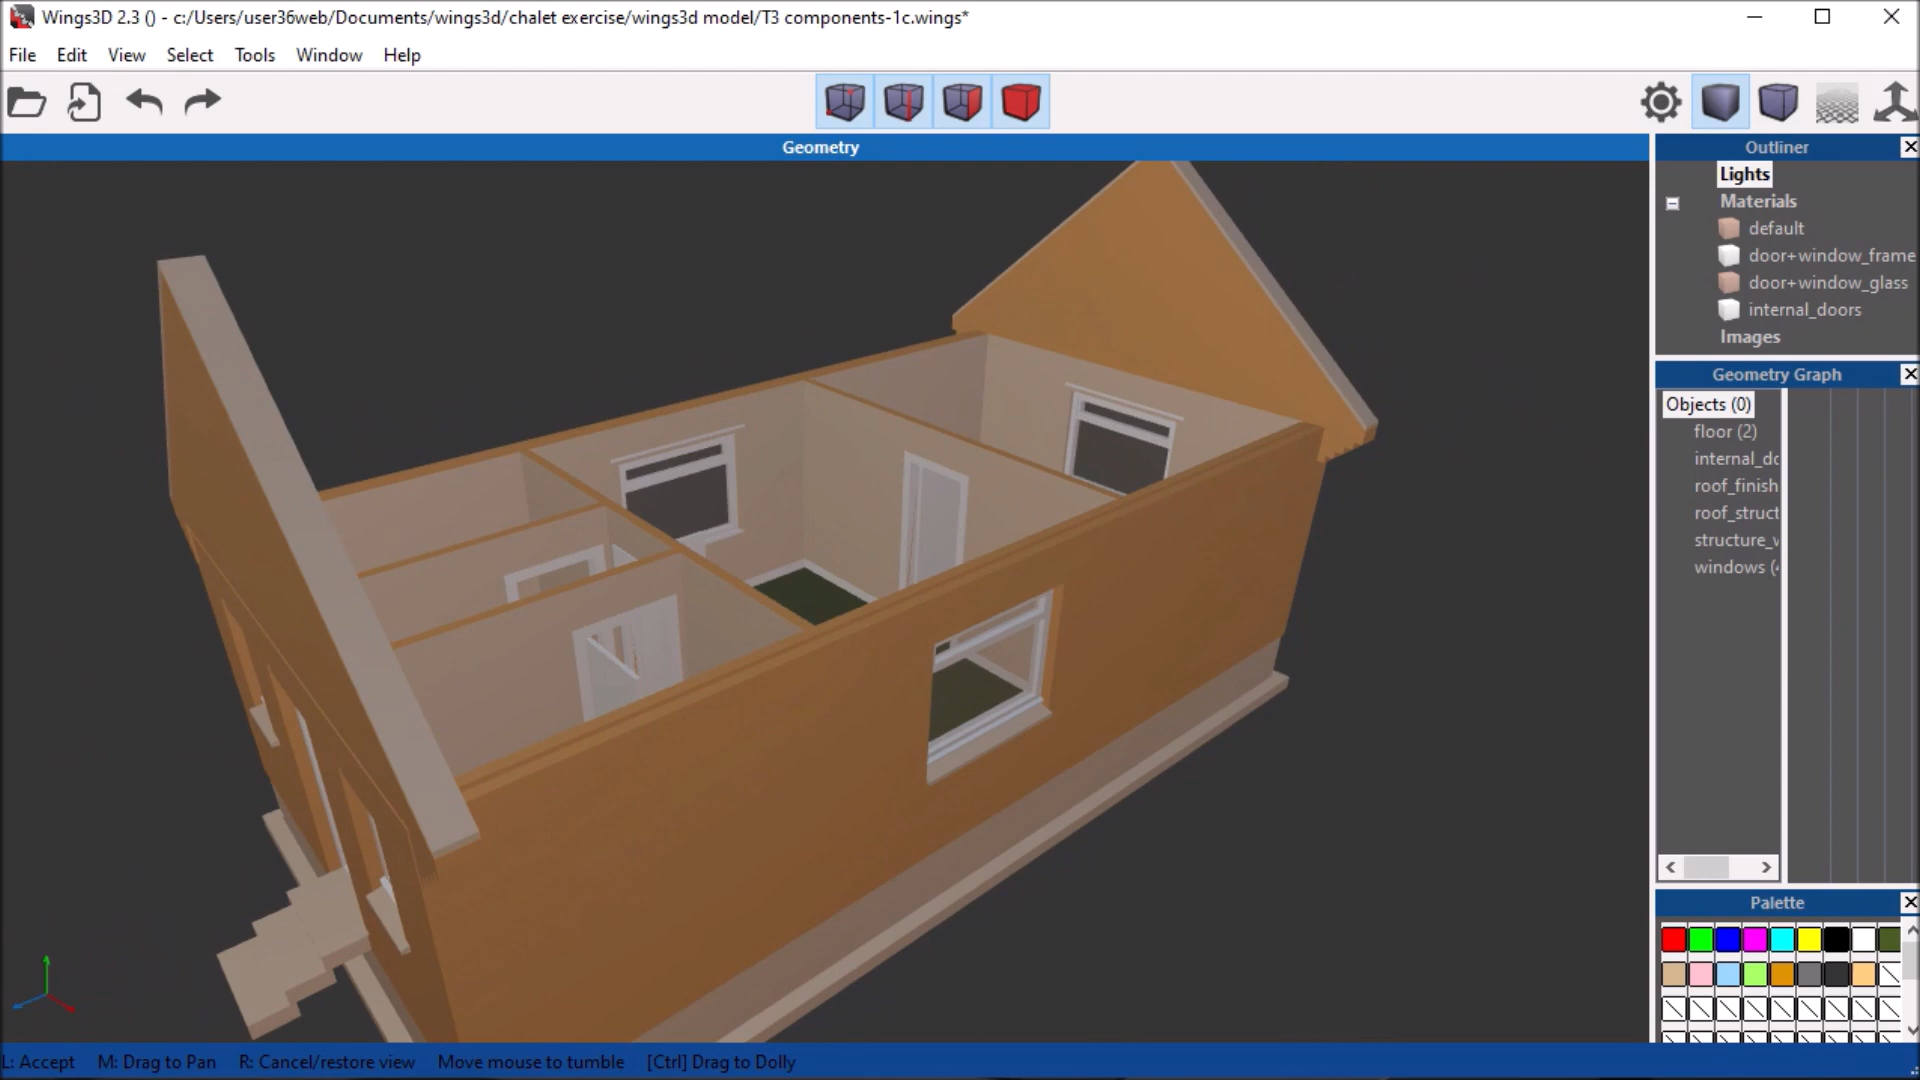 Wings3D 2.3 () - c:/Users/user36web/Documents/wings3d/chalet exercise/wings3d model/T3 components-1c.wings*
File Edit View Select Tools Window Help
Geometry
Outliner
Lights
Materials
default
door+window_frame
door+window_glass
internal_doors
Images
Geometry Graph
Objects (0)
floor (2)
internal_do
roof_finish
roof_struct
structure_w
windows (4
Palette
L: Accept M: Drag to Pan R: Cancel/restore view Move mouse to tumble [Ctrl] Drag to Dolly